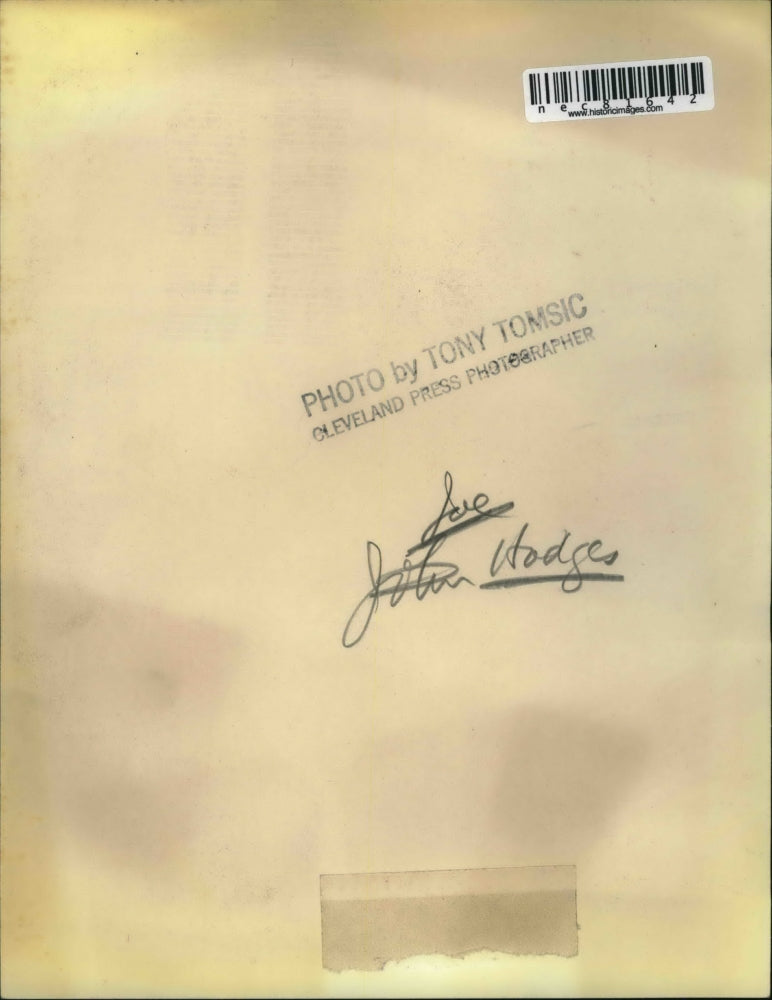 nec81642
www.historicimages.com
PHOTO by TONY TOMSIC
CLEVELAND PRESS PHOTOGRAPHER
Joe
John Hodges